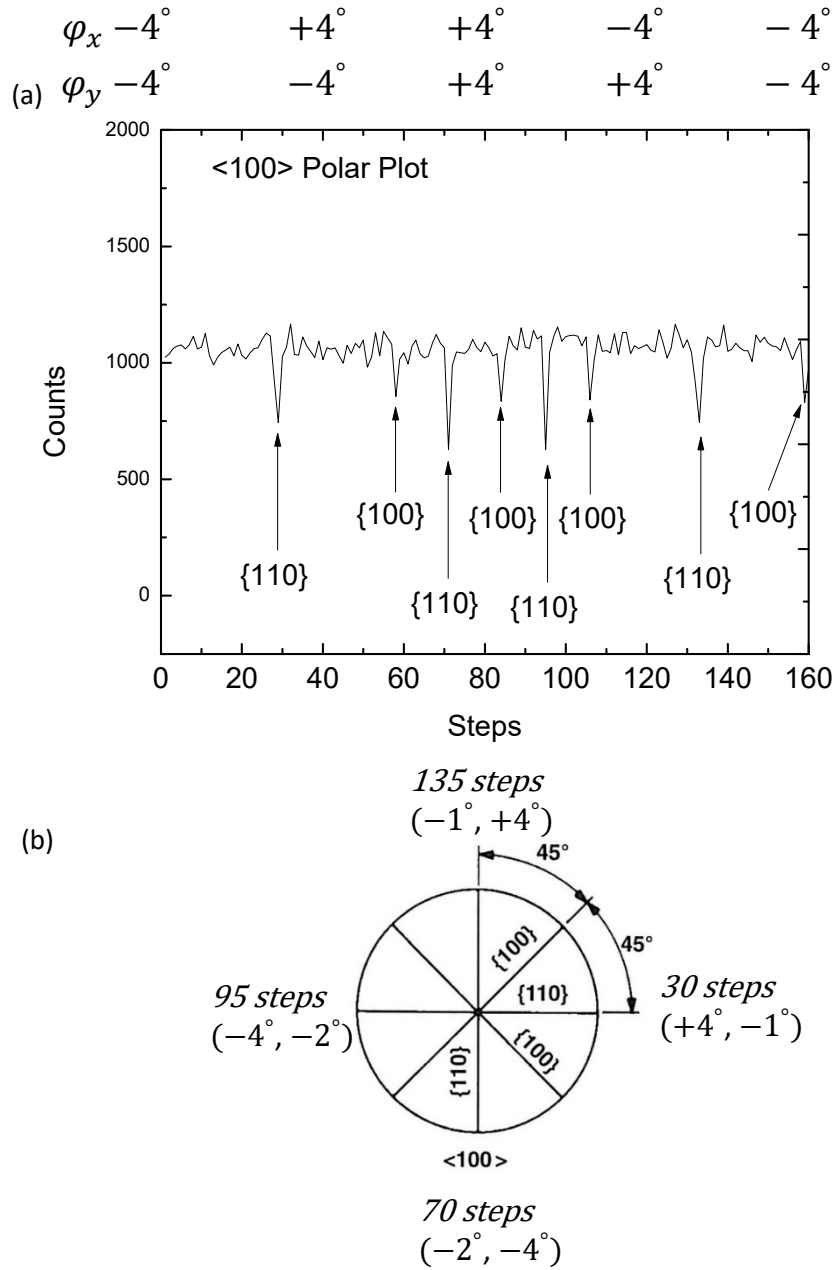 φx −4° +4° +4° −4° − 4°
(a) φy −4° −4° +4° +4° − 4°
2000
<100> Polar Plot
1500
1000
Counts
500
{100} {100} {100} {100}
{110} {110} {110} {110}
0
0 20 40 60 80 100 120 140 160
Steps
135 steps
(−1°, +4°)
(b)
45°
45°
{100}
{110}
95 steps
(−4°, −2°)
30 steps
(+4°, −1°)
{110}
{100}
<100>
70 steps
(−2°, −4°)